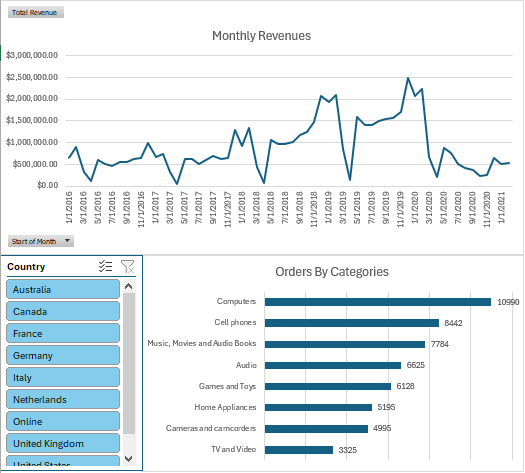 Total Revenue
Monthly Revenues
$3,000,000.00
$2,500,000.00
$2,000,000.00
$1,500,000.00
$1,000,000.00
$500,000.00
$0.00
1/1/2016
3/1/2016
5/1/2016
7/1/2016
9/1/2016
11/1/2016
1/1/2017
3/1/2017
5/1/2017
7/1/2017
9/1/2017
11/1/2017
1/1/2018
3/1/2018
5/1/2018
7/1/2018
9/1/2018
11/1/2018
1/1/2019
3/1/2019
5/1/2019
7/1/2019
9/1/2019
11/1/2019
1/1/2020
3/1/2020
5/1/2020
7/1/2020
9/1/2020
11/1/2020
1/1/2021
Start of Month
Country
Australia
Canada
France
Germany
Italy
Netherlands
Online
United Kingdom
United States
Orders By Categories
Computers 10990
Cell phones 8442
Music, Movies and Audio Books 7784
Audio 6625
Games and Toys 6128
Home Appliances 5195
Cameras and camcorders 4995
TV and Video 3325